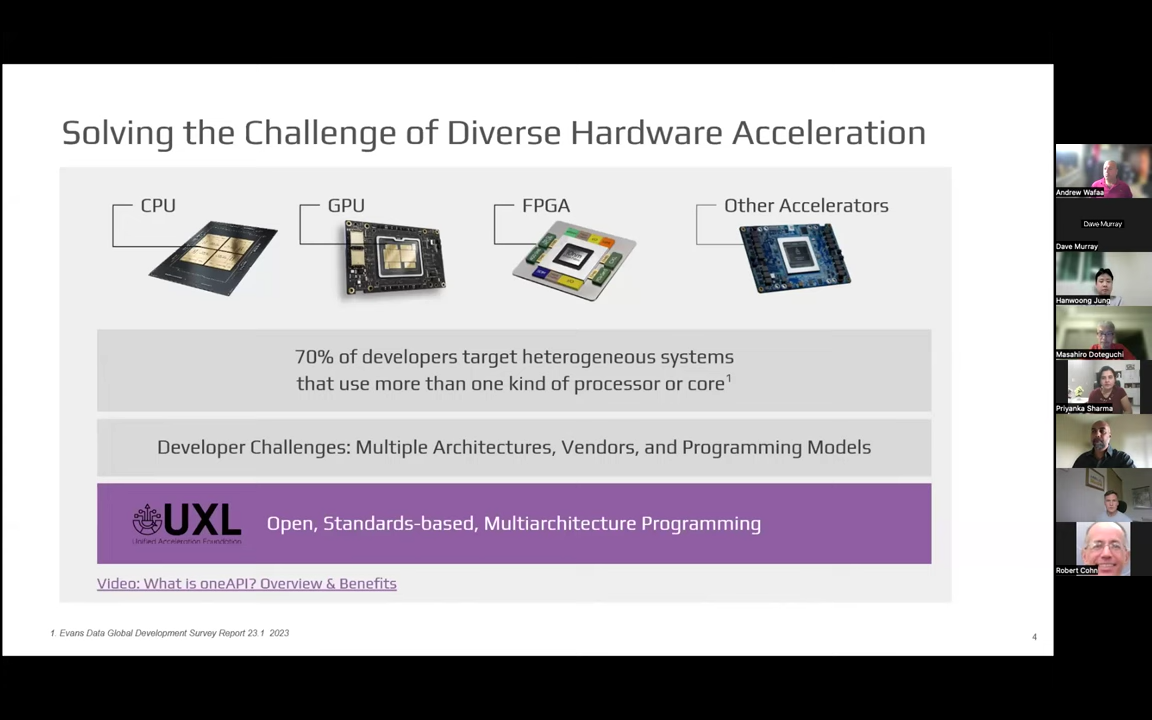 Solving the Challenge of Diverse Hardware Acceleration
CPU
GPU
FPGA
Other Accelerators
70% of developers target heterogeneous systems
that use more than one kind of processor or core1
Developer Challenges: Multiple Architectures, Vendors, and Programming Models
UXL
Unified Acceleration Foundation
Open, Standards-based, Multiarchitecture Programming
Video: What is oneAPI? Overview & Benefits
1. Evans Data Global Development Survey Report 23.1 2023
4
Andrew Wafaa
Dave Murray
Dave Murray
Hanwoong Jung
Masahiro Doteguchi
Priyanka Sharma
Robert Cohn